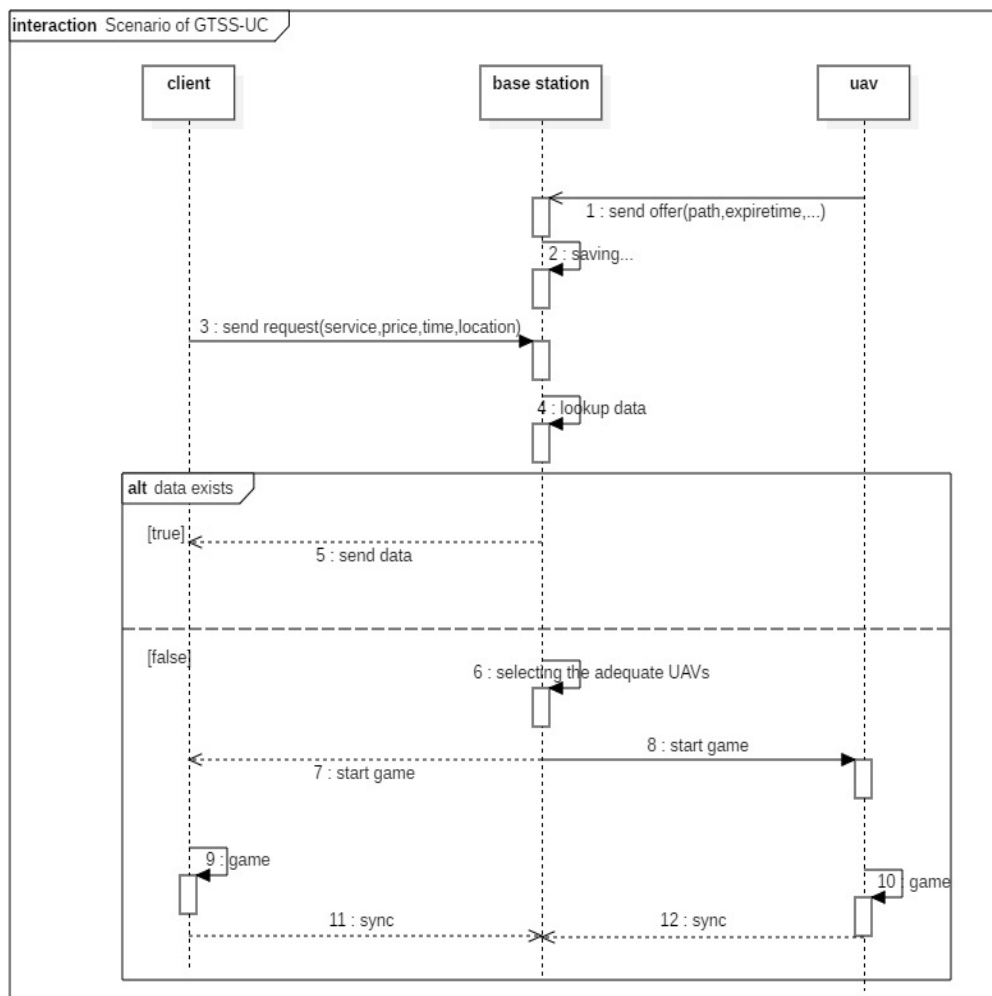 interaction Scenario of GTSS-UC
client
base station
uav
1 : send offer(path,expiretime,...)
2 : saving...
3 : send request(service,price,time,location)
4 : lookup data
alt data exists
[true]
5 : send data
[false]
6 : selecting the adequate UAVs
8 : start game
7 : start game
9 : game
10 : game
11 : sync
12 : sync